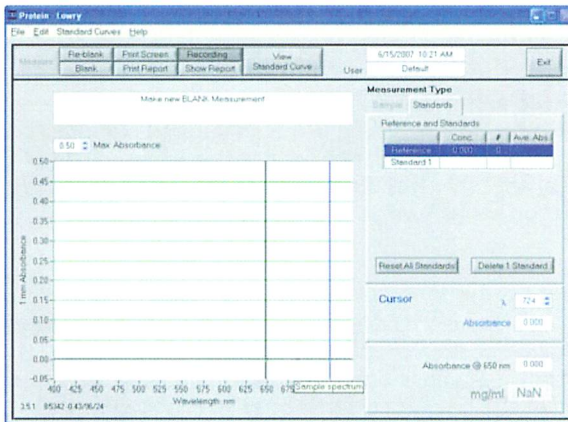 Protein - Lowry
File Edit Standard Curves Help
Measure Re-blank Print Screen Recording View Standard Curve 6/15/2007 10:21 AM Exit
Blank Print Report Show Report User Default
Make new BLANK Measurement
Measurement Type
Sample Standards
Reference and Standards
Conc. # Ave. Abs.
Reference 0.000 0
Standard 1
0.50 Max Absorbance
0.50
0.45
0.40
0.35
0.30
0.25
0.20
0.15
0.10
0.05
0.00
-0.05
1 mm Absorbance
400 425 450 475 500 525 550 575 600 625 650 675
Sample spectrum
Wavelength nm
Reset All Standards Delete 1 Standard
Cursor λ 724
Absorbance 0.000
Absorbance @ 650 nm 0.000
mg/ml NaN
3.5.1